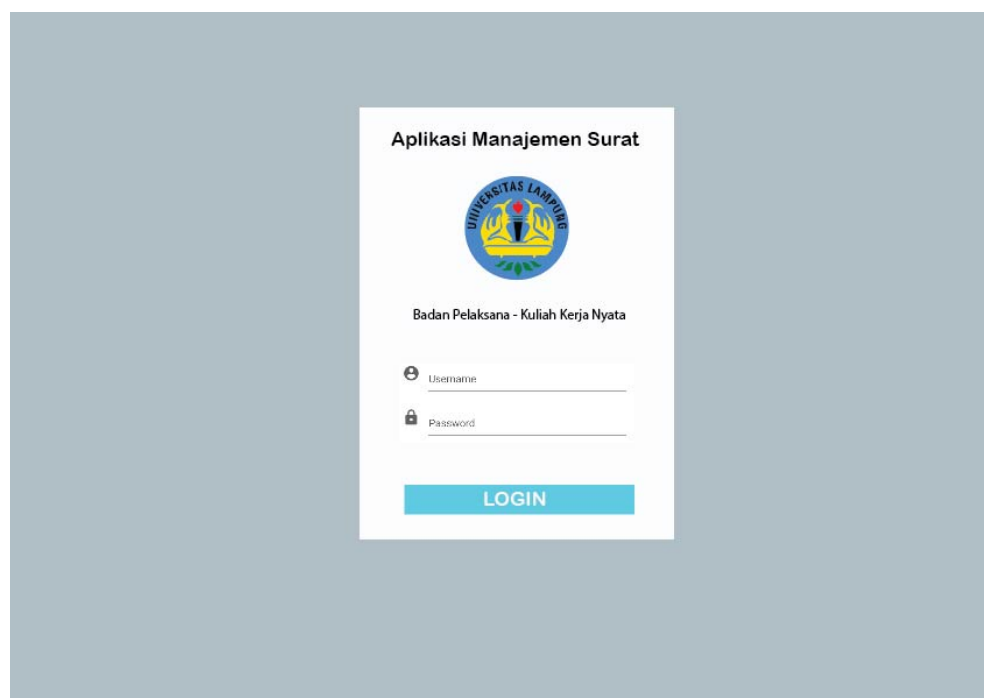 Aplikasi Manajemen Surat
UNIVERSITAS LAMPUNG
Badan Pelaksana - Kuliah Kerja Nyata
Username
Password
LOGIN